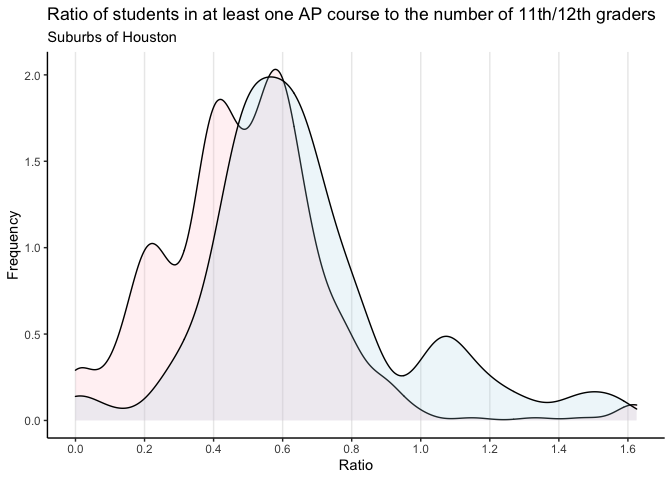 Ratio of students in at least one AP course to the number of 11th/12th graders
Suburbs of Houston
2.0
1.5
1.0
0.5
0.0
Frequency
0.0 0.2 0.4 0.6 0.8 1.0 1.2 1.4 1.6
Ratio